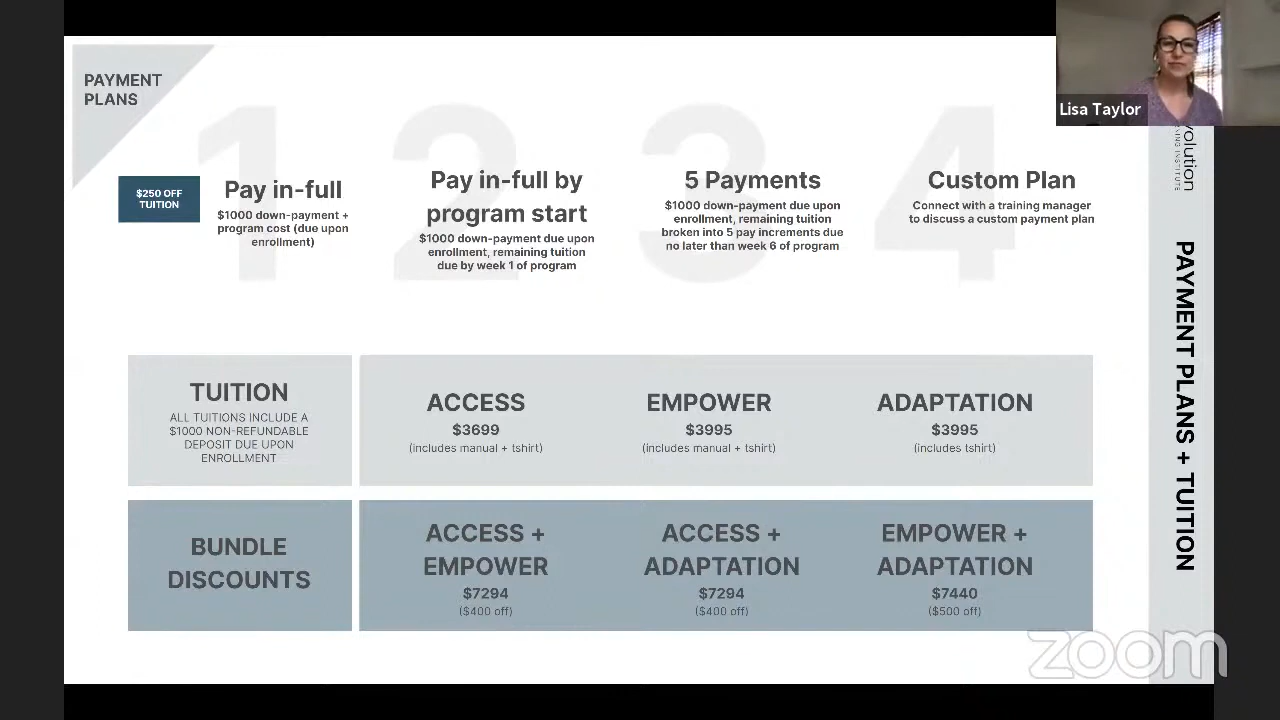 PAYMENT
PLANS
$250 OFF
TUITION
Pay in-full
$1000 down-payment +
program cost (due upon
enrollment)
Pay in-full by
program start
$1000 down-payment due upon
enrollment, remaining tuition
due by week 1 of program
5 Payments
$1000 down-payment due upon
enrollment, remaining tuition
broken into 5 pay increments due
no later than week 6 of program
Custom Plan
Connect with a training manager
to discuss a custom payment plan
1
2
3
4
Lisa Taylor
PAYMENT PLANS + TUITION
TUITION
ALL TUITIONS INCLUDE A
$1000 NON-REFUNDABLE
DEPOSIT DUE UPON
ENROLLMENT
ACCESS
$3699
(includes manual + tshirt)
EMPOWER
$3995
(includes manual + tshirt)
ADAPTATION
$3995
(includes tshirt)
BUNDLE
DISCOUNTS
ACCESS +
EMPOWER
$7294
($400 off)
ACCESS +
ADAPTATION
$7294
($400 off)
EMPOWER +
ADAPTATION
$7440
($500 off)
zoom